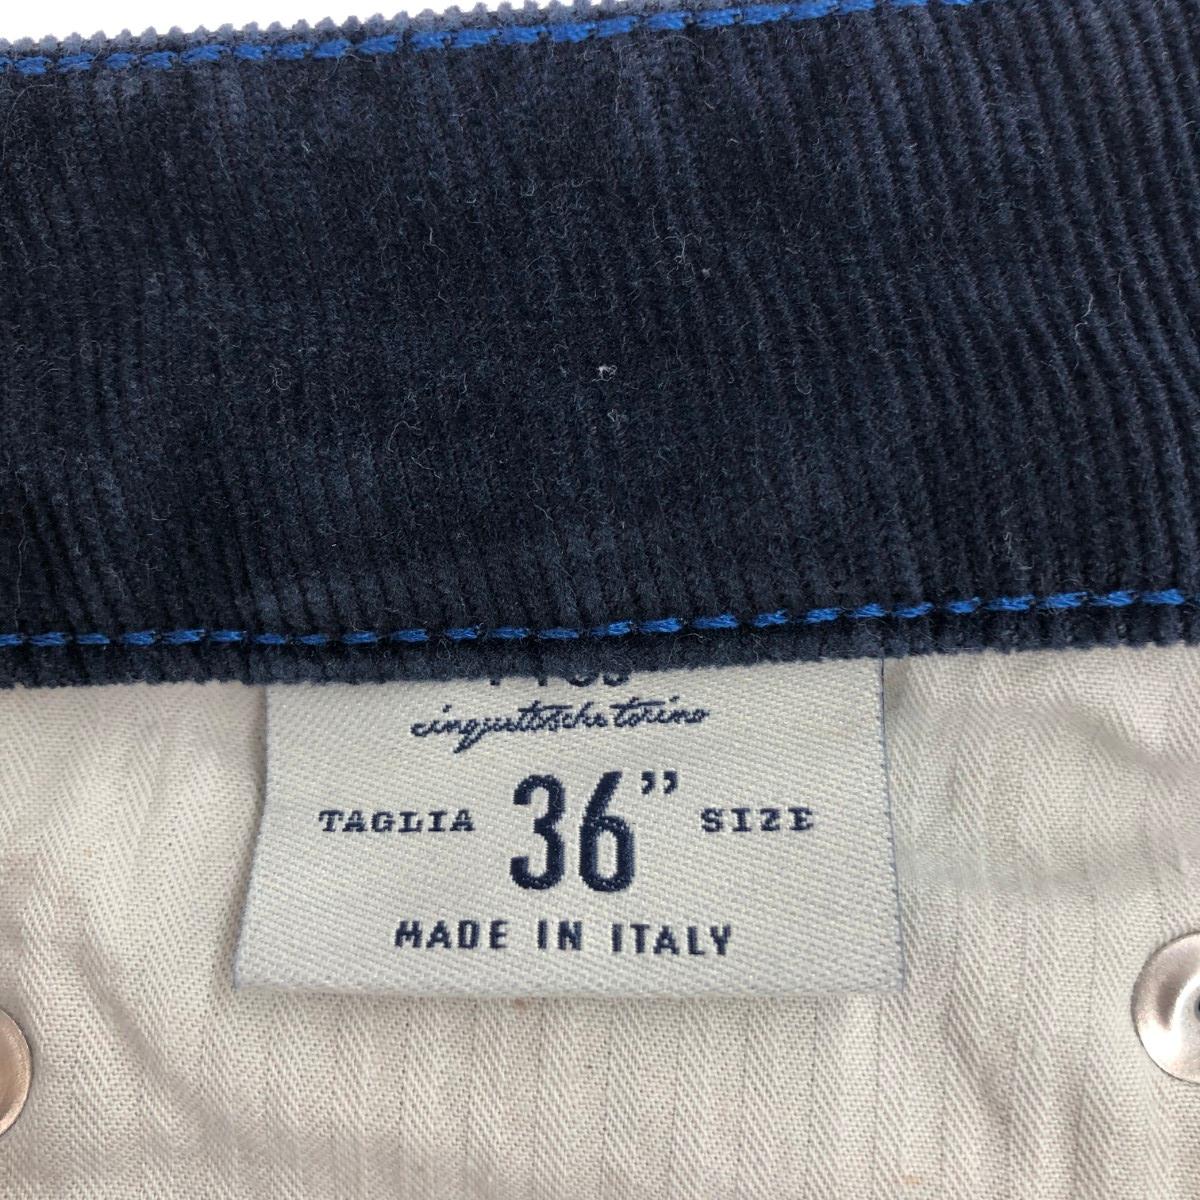 cinquetasche torino
TAGLIA 36” SIZE
MADE IN ITALY